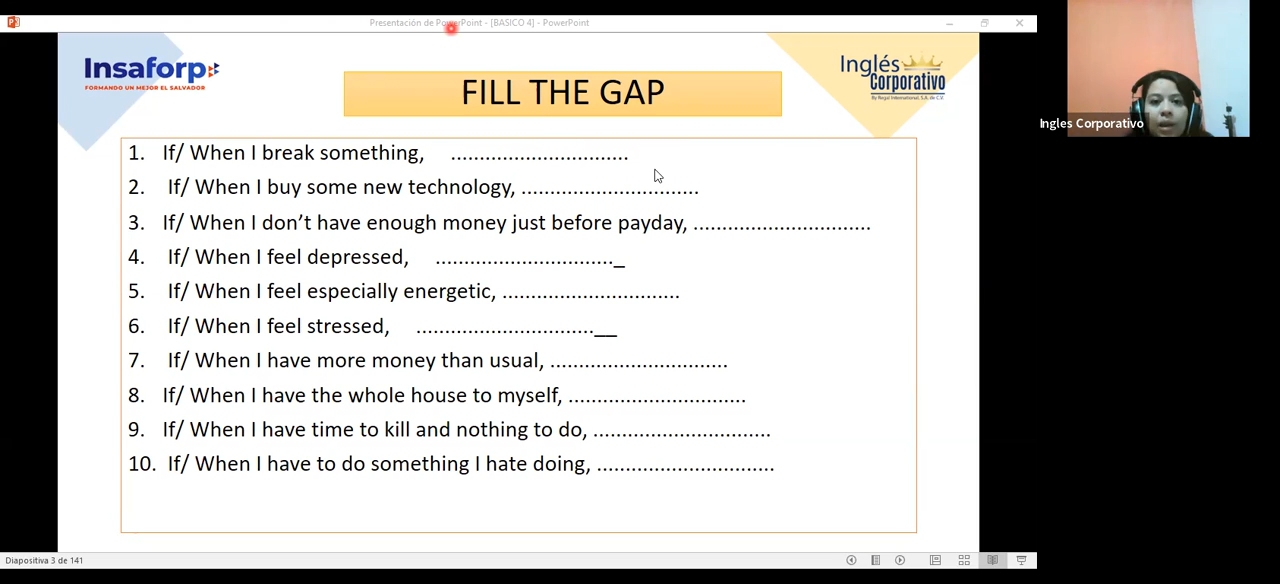 Presentación de PowerPoint - [BASICO 4] - PowerPoint
Insaforp
FORMANDO UN MEJOR EL SALVADOR
FILL THE GAP
Inglés
Corporativo
By Regal International, S.A. de C.V.
Ingles Corporativo
1. If/ When I break something, ...............................
2. If/ When I buy some new technology, ...............................
3. If/ When I don't have enough money just before payday, ...............................
4. If/ When I feel depressed, ..............................._
5. If/ When I feel especially energetic, ...............................
6. If/ When I feel stressed, ...............................__
7. If/ When I have more money than usual, ...............................
8. If/ When I have the whole house to myself, ...............................
9. If/ When I have time to kill and nothing to do, ...............................
10. If/ When I have to do something I hate doing, ...............................
Diapositiva 3 de 141